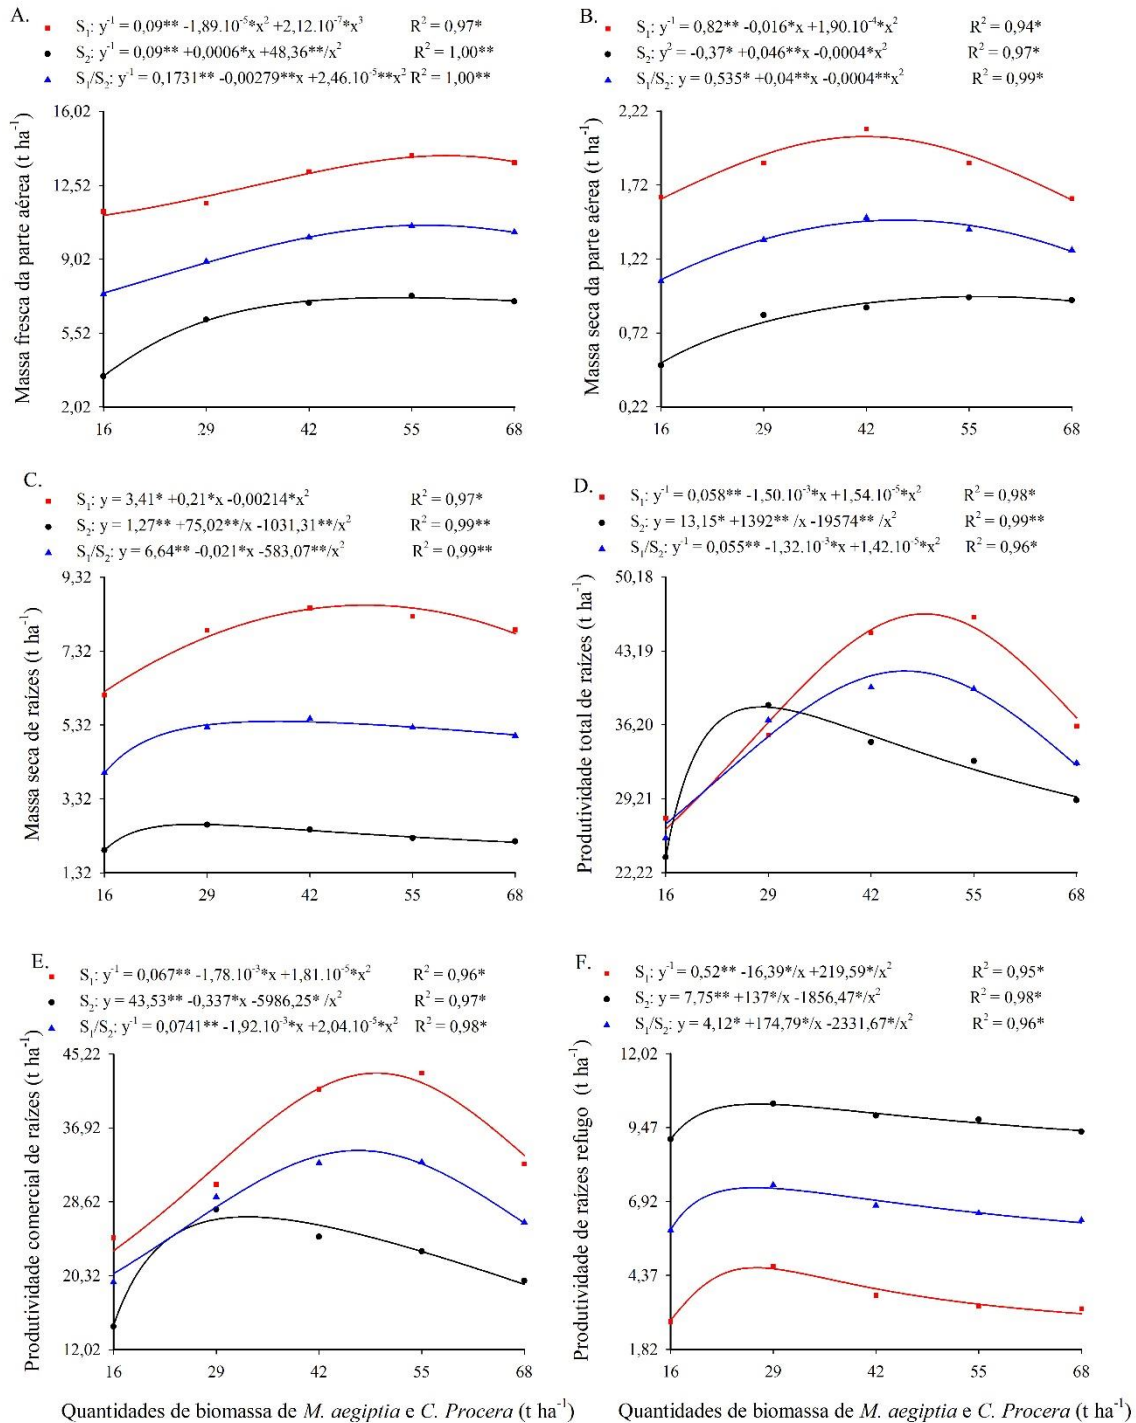 A.
S₁: y⁻¹ = 0,09** -1,89.10⁻⁵*x² +2,12.10⁻⁷*x³ R² = 0,97*
S₂: y⁻¹ = 0,09** +0,0006*x +48,36**/x² R² = 1,00**
S₁/S₂: y⁻¹ = 0,1731** -0,00279**x +2,46.10⁻⁵**x² R² = 1,00**
Massa fresca da parte aérea (t ha⁻¹)
16,02
12,52
9,02
5,52
2,02
16 29 42 55 68
B.
S₁: y⁻¹ = 0,82** -0,016*x +1,90.10⁻⁴*x² R² = 0,94*
S₂: y² = -0,37* +0,046**x -0,0004*x² R² = 0,97*
S₁/S₂: y = 0,535* +0,04**x -0,0004**x² R² = 0,99*
Massa seca da parte aérea (t ha⁻¹)
2,22
1,72
1,22
0,72
0,22
16 29 42 55 68
C.
S₁: y = 3,41* +0,21*x -0,00214*x² R² = 0,97*
S₂: y = 1,27** +75,02**/x -1031,31**/x² R² = 0,99**
S₁/S₂: y = 6,64** -0,021*x -583,07**/x² R² = 0,99**
Massa seca de raízes (t ha⁻¹)
9,32
7,32
5,32
3,32
1,32
16 29 42 55 68
D.
S₁: y⁻¹ = 0,058** -1,50.10⁻³*x +1,54.10⁻⁵*x² R² = 0,98*
S₂: y = 13,15* +1392** /x -19574** /x² R² = 0,99**
S₁/S₂: y⁻¹ = 0,055** -1,32.10⁻³*x +1,42.10⁻⁵*x² R² = 0,96*
Produtividade total de raízes (t ha⁻¹)
50,18
43,19
36,20
29,21
22,22
16 29 42 55 68
E.
S₁: y⁻¹ = 0,067** -1,78.10⁻³*x +1,81.10⁻⁵*x² R² = 0,96*
S₂: y = 43,53** -0,337*x -5986,25* /x² R² = 0,97*
S₁/S₂: y⁻¹ = 0,0741** -1,92.10⁻³*x +2,04.10⁻⁵*x² R² = 0,98*
Produtividade comercial de raízes (t ha⁻¹)
45,22
36,92
28,62
20,32
12,02
16 29 42 55 68
Quantidades de biomassa de M. aegiptia e C. Procera (t ha⁻¹)
F.
S₁: y⁻¹ = 0,52** -16,39*/x +219,59*/x² R² = 0,95*
S₂: y = 7,75** +137*/x -1856,47*/x² R² = 0,98*
S₁/S₂: y = 4,12* +174,79*/x -2331,67*/x² R² = 0,96*
Produtividade de raízes refugo (t ha⁻¹)
12,02
9,47
6,92
4,37
1,82
16 29 42 55 68
Quantidades de biomassa de M. aegiptia e C. Procera (t ha⁻¹)